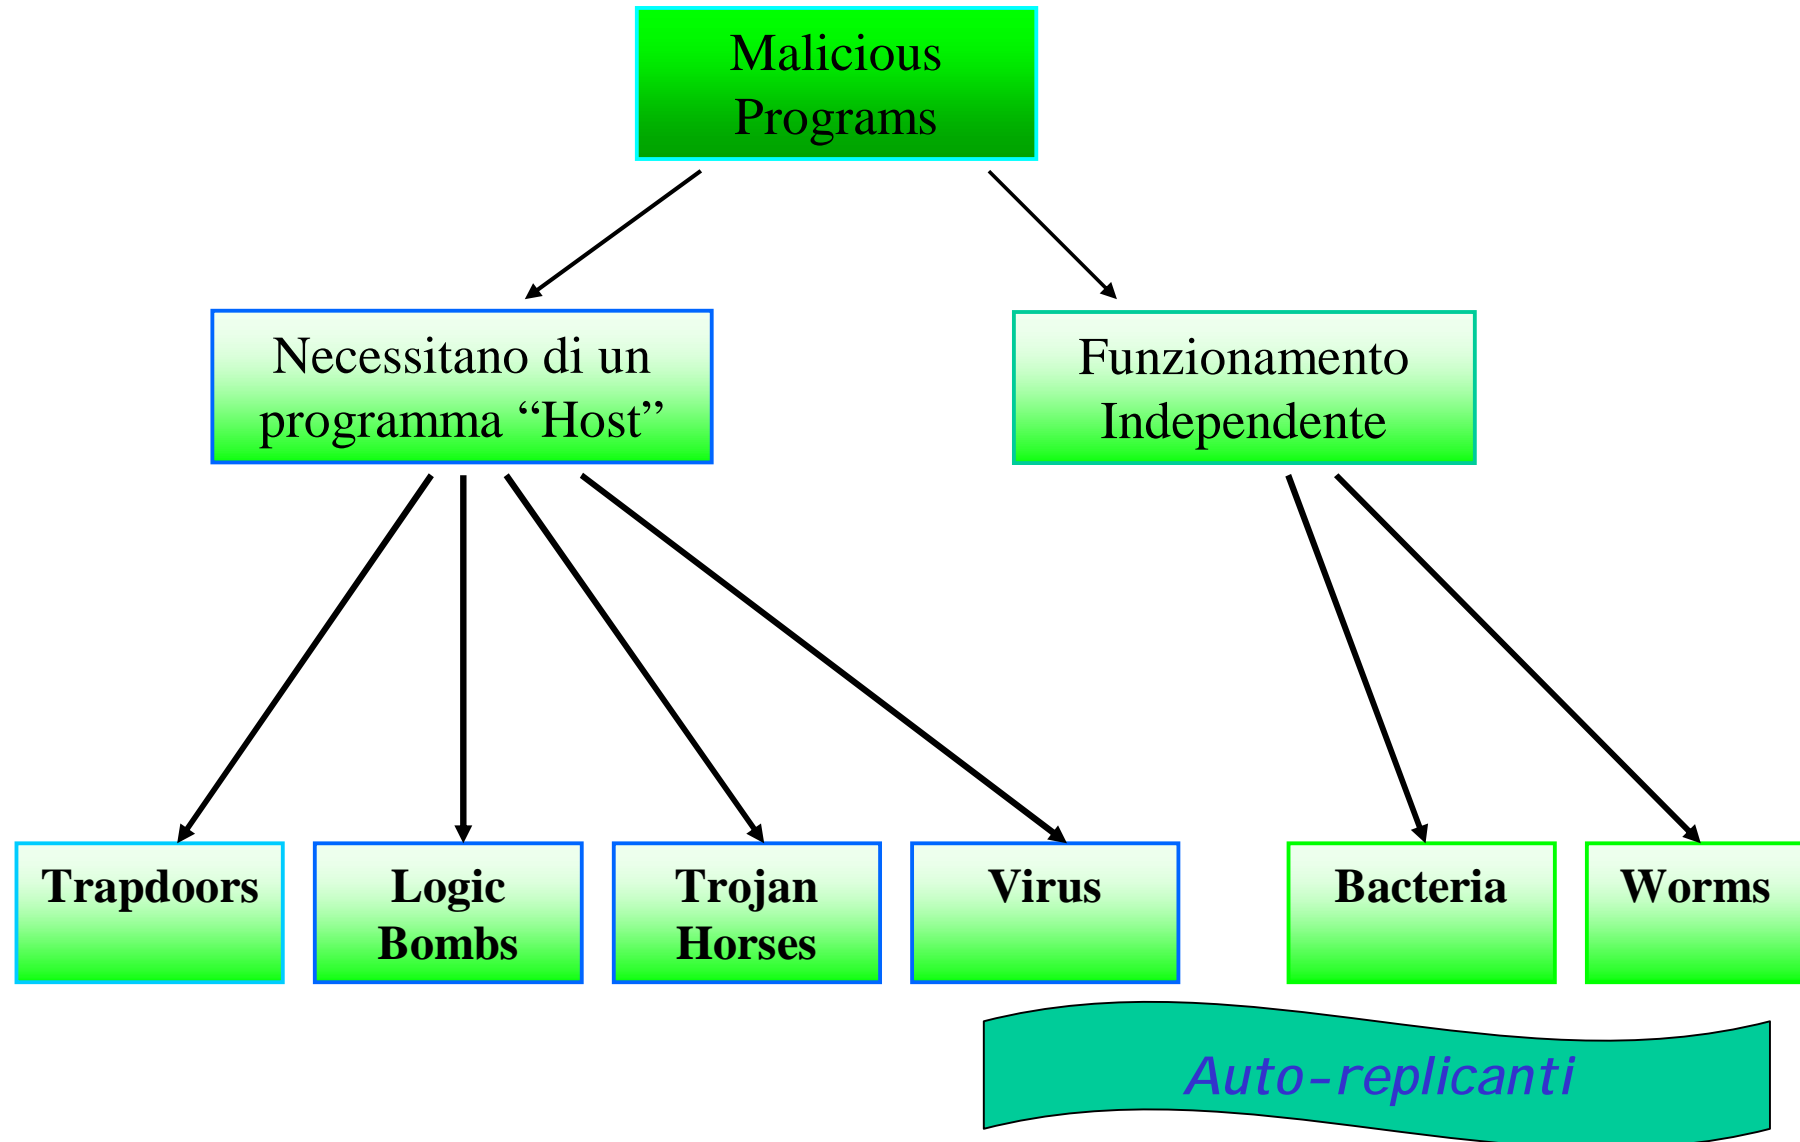 Malicious
Programs
Necessitano di un
programma “Host”
Funzionamento
Independente
Trapdoors
Logic
Bombs
Trojan
Horses
Virus
Bacteria
Worms
Auto-replicanti